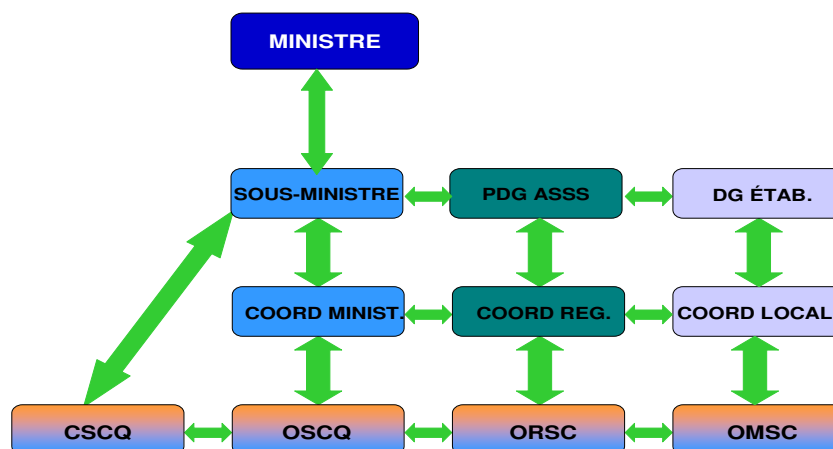 MINISTRE
SOUS-MINISTRE
PDG ASSS
DG ÉTAB.
COORD MINIST.
COORD REG.
COORD LOCAL.
CSCQ
OSCQ
ORSC
OMSC